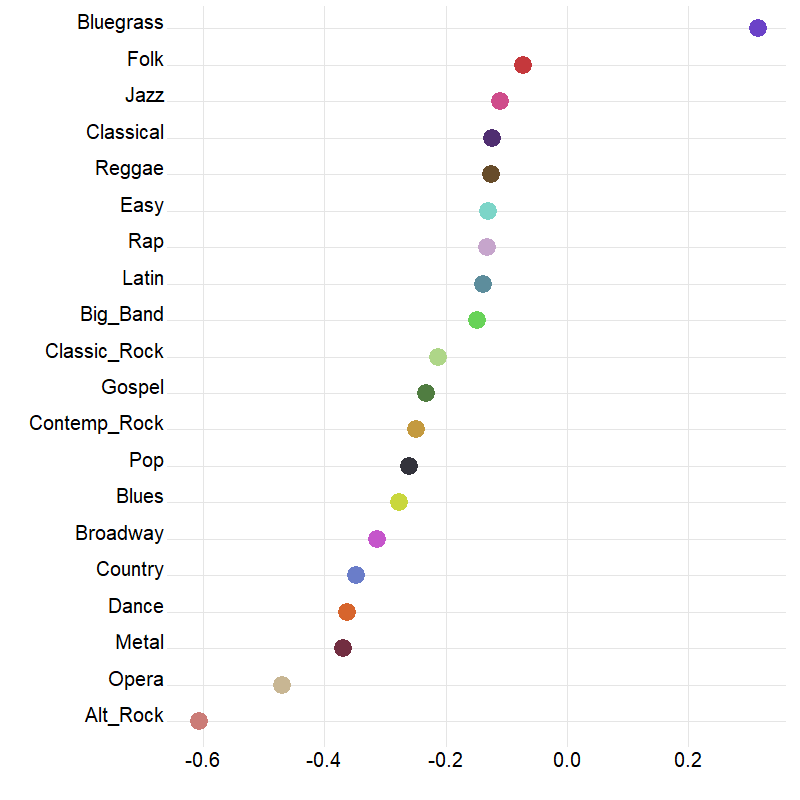 Bluegrass
Folk
Jazz
Classical
Reggae
Easy
Rap
Latin
Big_Band
Classic_Rock
Gospel
Contemp_Rock
Pop
Blues
Broadway
Country
Dance
Metal
Opera
Alt_Rock
-0.6 -0.4 -0.2 0.0 0.2